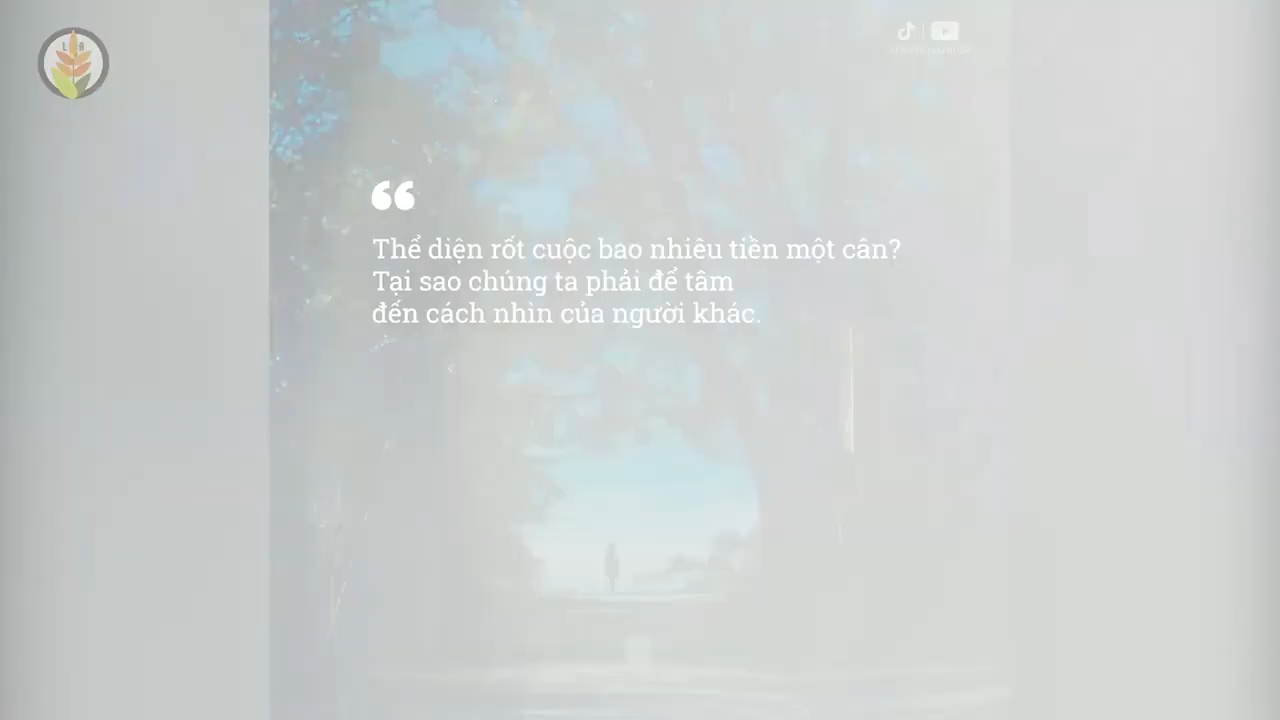 L A
“
Thể diện rốt cuộc bao nhiêu tiền một cân?
Tại sao chúng ta phải để tâm
đến cách nhìn của người khác.